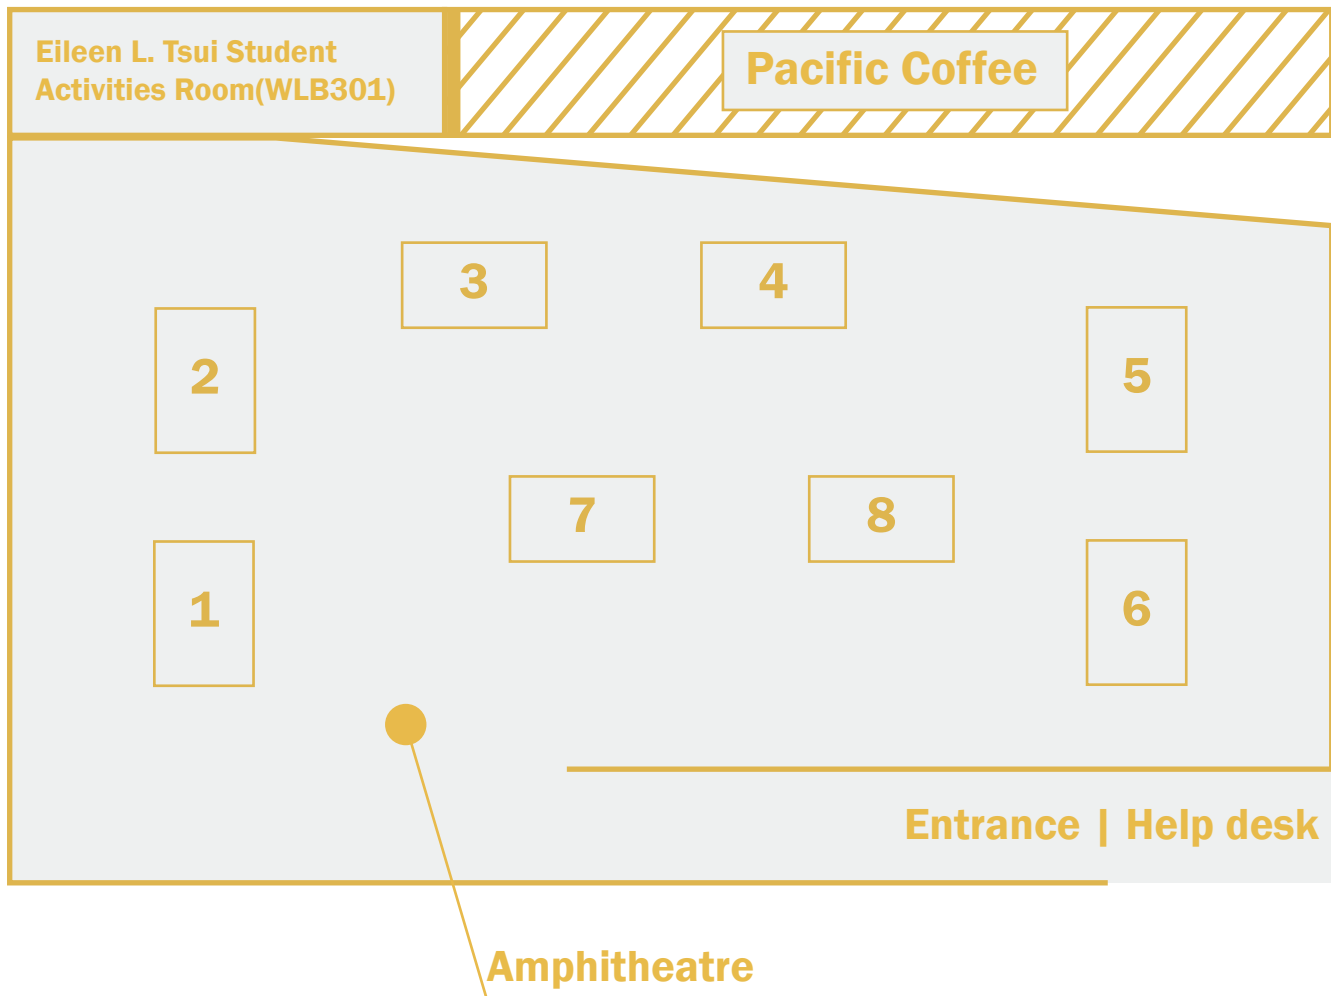 Eileen L. Tsui Student
Activities Room(WLB301)
Pacific Coffee
3
4
2
5
7
8
1
6
Entrance | Help desk
Amphitheatre